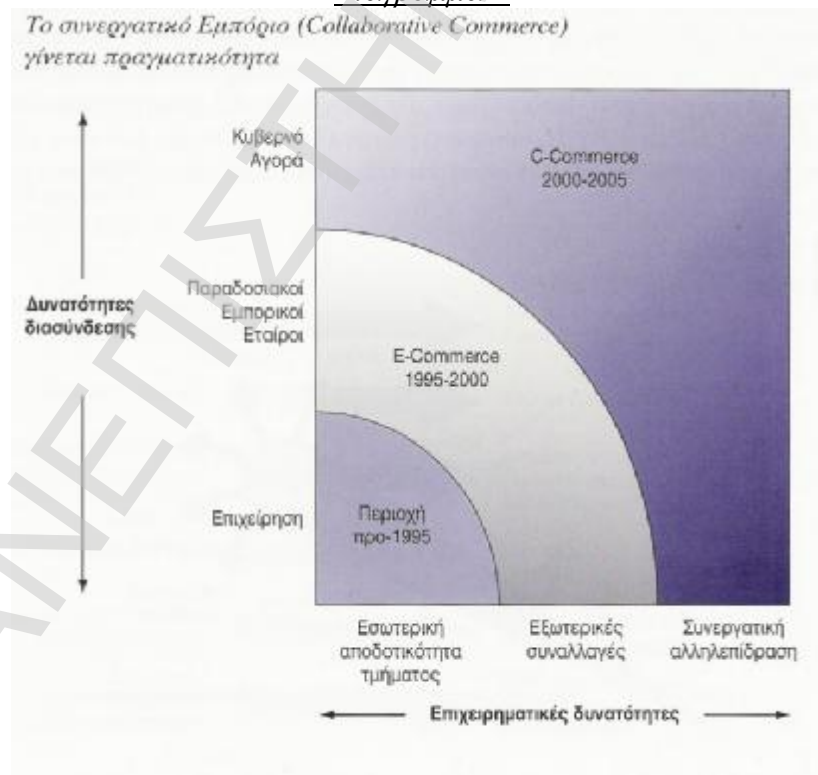 Το συνεργατικό Εμπόριο (Collaborative Commerce)
γίνεται πραγματικότητα
Κυβερνό
Αγορά
C-Commerce
2000-2005
Παραδοσιακοί
Εμπορικοί
Εταίροι
Δυνατότητες
διασύνδεσης
E-Commerce
1995-2000
Επιχείρηση
Περιοχή
προ-1995
Εσωτερική
αποδοτικότητα
τμήματος
Εξωτερικές
συναλλαγές
Συνεργατική
αλληλεπίδραση
Επιχειρηματικές δυνατότητες